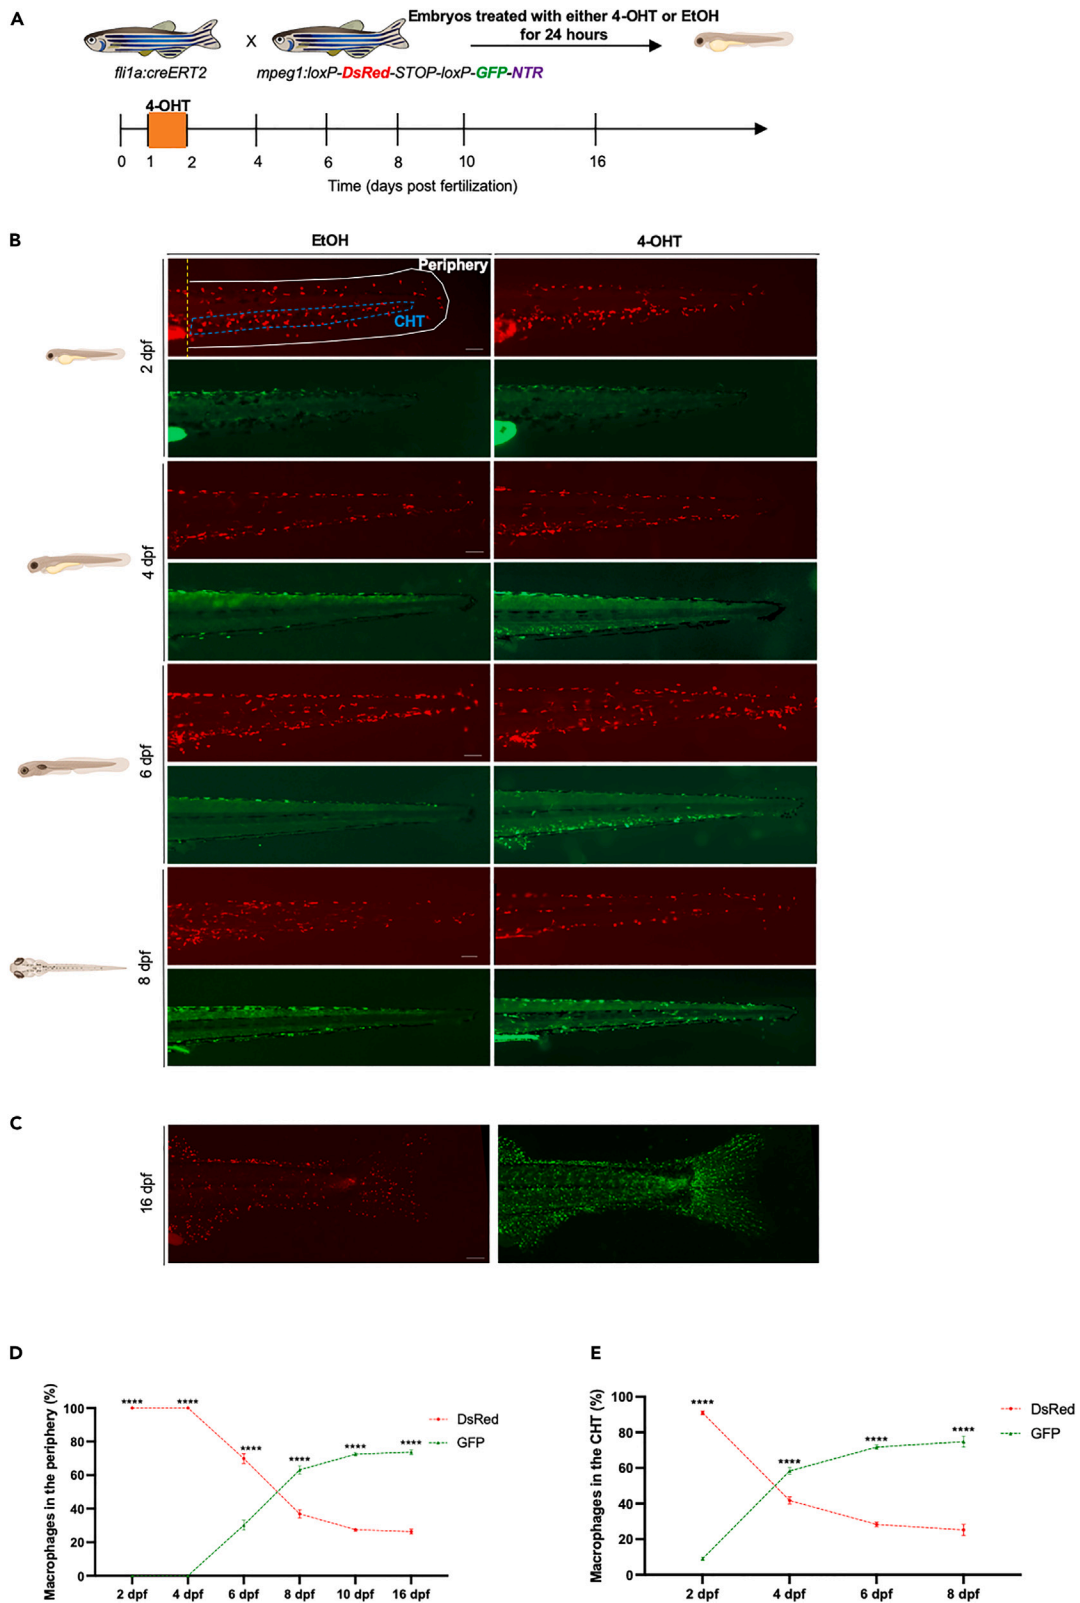 A
Embryos treated with either 4-OHT or EtOH
for 24 hours
X
fli1a:creERT2
mpeg1:loxP-DsRed-STOP-loxP-GFP-NTR
4-OHT
0 1 2 4 6 8 10 16
Time (days post fertilization)
B
EtOH
4-OHT
Periphery
CHT
2 dpf
4 dpf
6 dpf
8 dpf
C
16 dpf
D
Macrophages in the periphery (%)
100
80
60
40
20
0
**** **** **** **** **** ****
DsRed
GFP
2 dpf 4 dpf 6 dpf 8 dpf 10 dpf 16 dpf
E
Macrophages in the CHT (%)
100
80
60
40
20
0
**** **** **** ****
DsRed
GFP
2 dpf 4 dpf 6 dpf 8 dpf